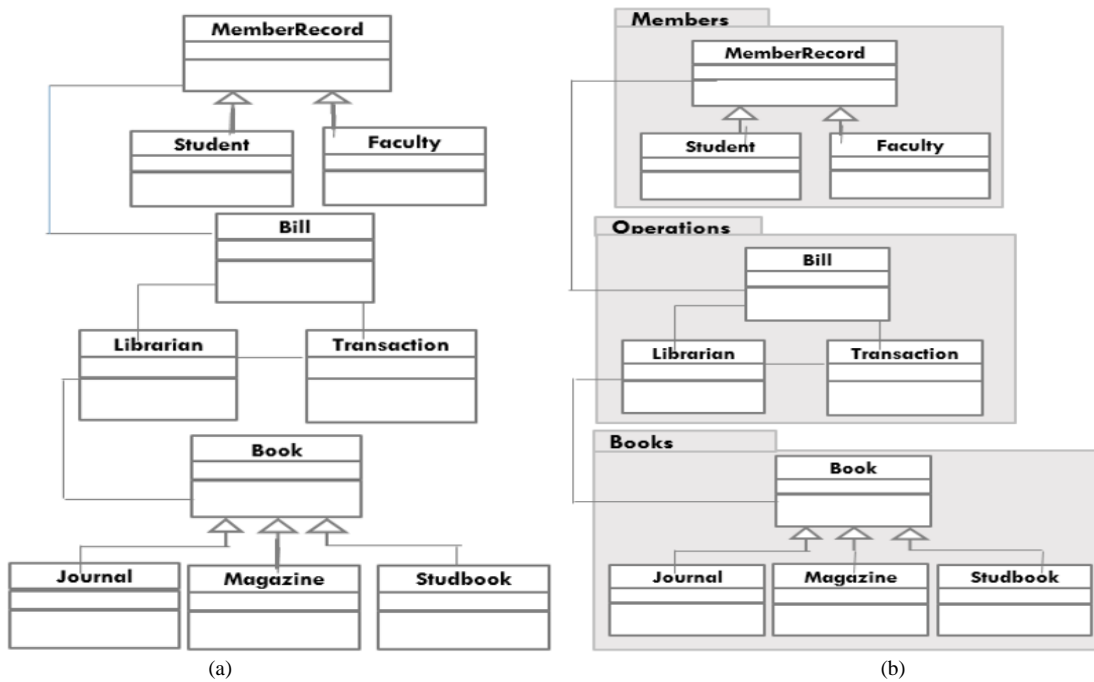 MemberRecord
Student
Faculty
Bill
Librarian
Transaction
Book
Journal
Magazine
Studbook
(a)
Members
MemberRecord
Student
Faculty
Operations
Bill
Librarian
Transaction
Books
Book
Journal
Magazine
Studbook
(b)